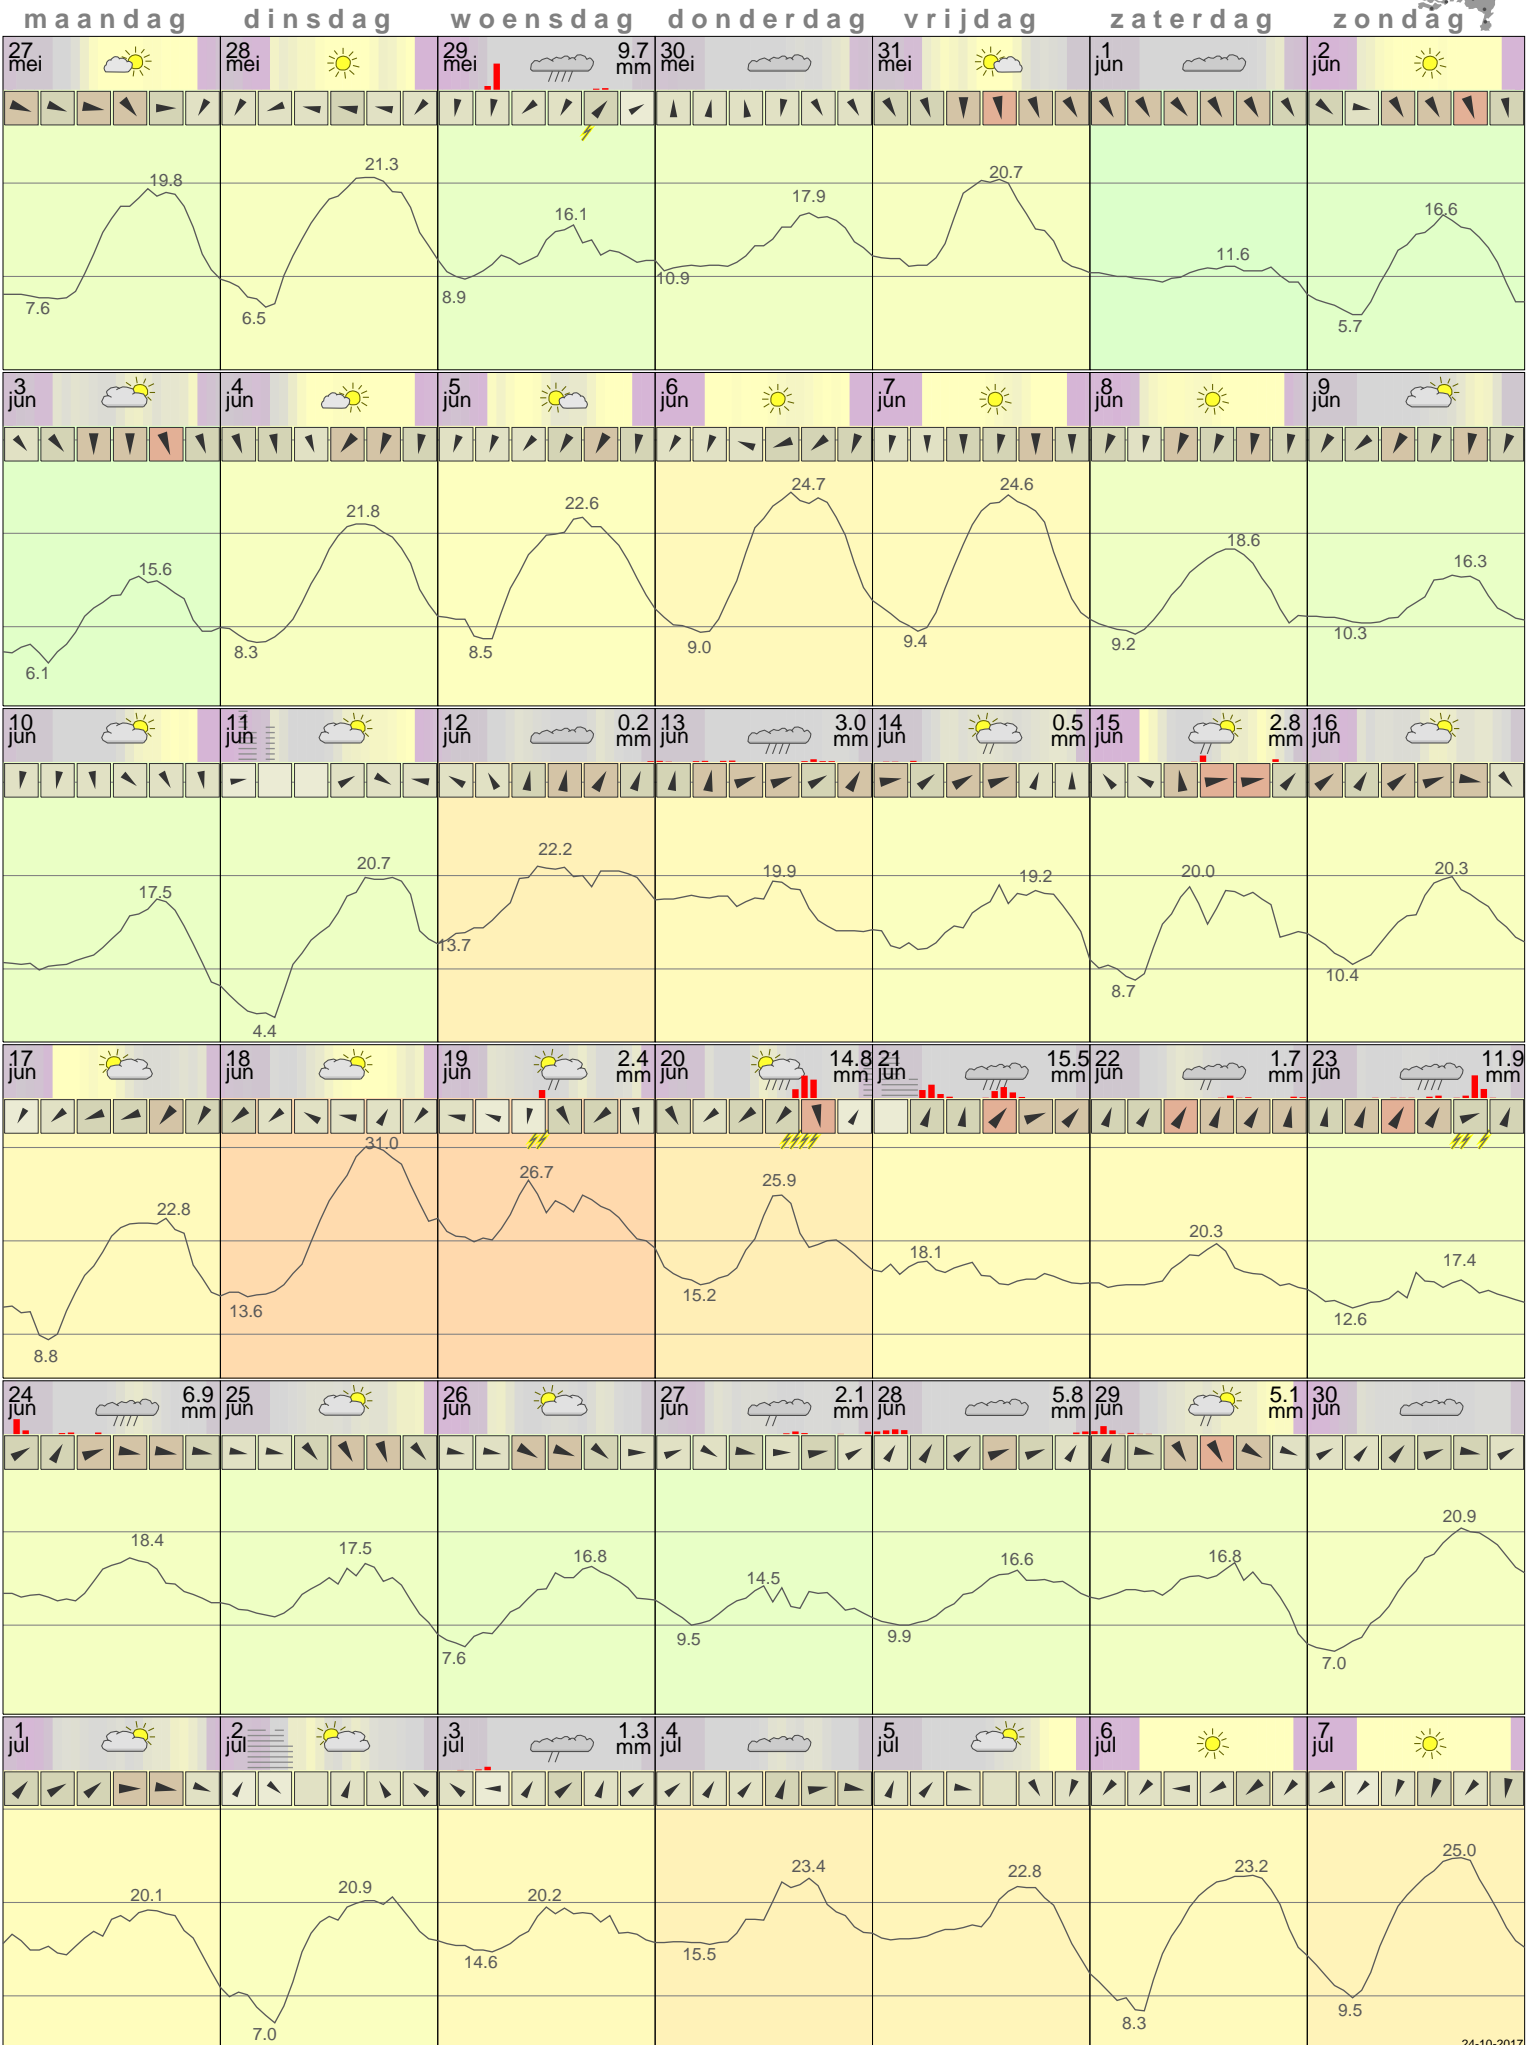 maandag dinsdag woensdag donderdag vrijdag zaterdag zondag
27 28 29 9.7 30 31 1 2
mei mei mei mm mei mei jun jun
19.8 21.3 16.1 17.9 20.7 11.6 16.6
7.6 6.5 8.9 10.9 5.7
3 4 5 6 7 8 9
jun jun jun jun jun jun jun
15.6 21.8 22.6 24.7 24.6 18.6 16.3
6.1 8.3 8.5 9.0 9.4 9.2 10.3
10 11 12 0.2 13 3.0 14 0.5 15 2.8 16
jun jun jun mm jun mm jun mm jun mm jun
17.5 20.7 22.2 19.9 19.2 20.0 20.3
4.4 13.7 8.7 10.4
17 18 19 2.4 20 14.8 21 15.5 22 1.7 23 11.9
jun jun jun mm jun mm jun mm jun mm jun mm
22.8 31.0 26.7 25.9 18.1 20.3 17.4
8.8 13.6 15.2 12.6
24 6.9 25 26 27 2.1 28 5.8 29 5.1 30
jun mm jun jun jun mm jun mm jun mm jun
18.4 17.5 16.8 14.5 16.6 16.8 20.9
7.6 9.5 9.9 7.0
1 2 3 1.3 4 5 6 7
jul jul jul mm jul jul jul jul
20.1 20.9 20.2 23.4 22.8 23.2 25.0
7.0 14.6 15.5 8.3 9.5
24-10-2017